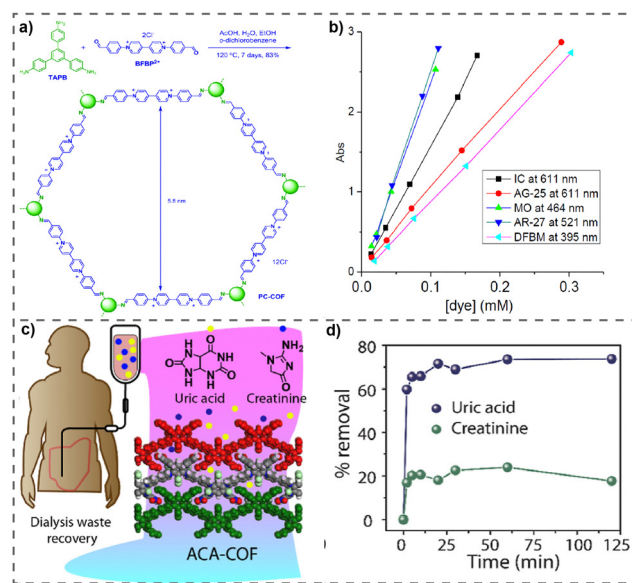 a)
NH₂
H₂N
NH₂
TAPB
+
2Cl⁻
BFBP²⁺
AcOH, H₂O, EtOH
o-dichlorobenzene
120 °C, 7 days, 83%
5.8 nm
12Cl⁻
PC-COF
b)
Abs
3
2
1
0
0.0
0.1
0.2
0.3
[dye] (mM)
IC at 611 nm
AG-25 at 611 nm
MO at 464 nm
AR-27 at 521 nm
DFBM at 395 nm
c)
Uric acid
Creatinine
Dialysis waste
recovery
ACA-COF
d)
% removal
80
60
40
20
0
Uric acid
Creatinine
0
25
50
75
100
125
Time (min)